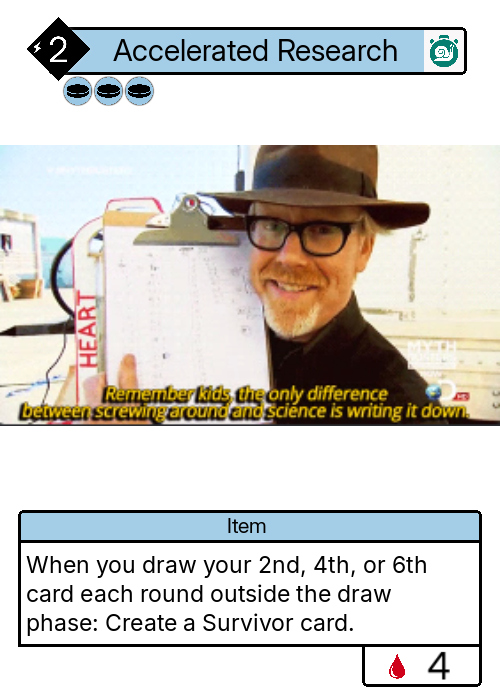 2 Accelerated Research
HEART
MYTH
Remember kids, the only difference
between screwing around and science is writing it down.
HD
Item
When you draw your 2nd, 4th, or 6th
card each round outside the draw
phase: Create a Survivor card.
4